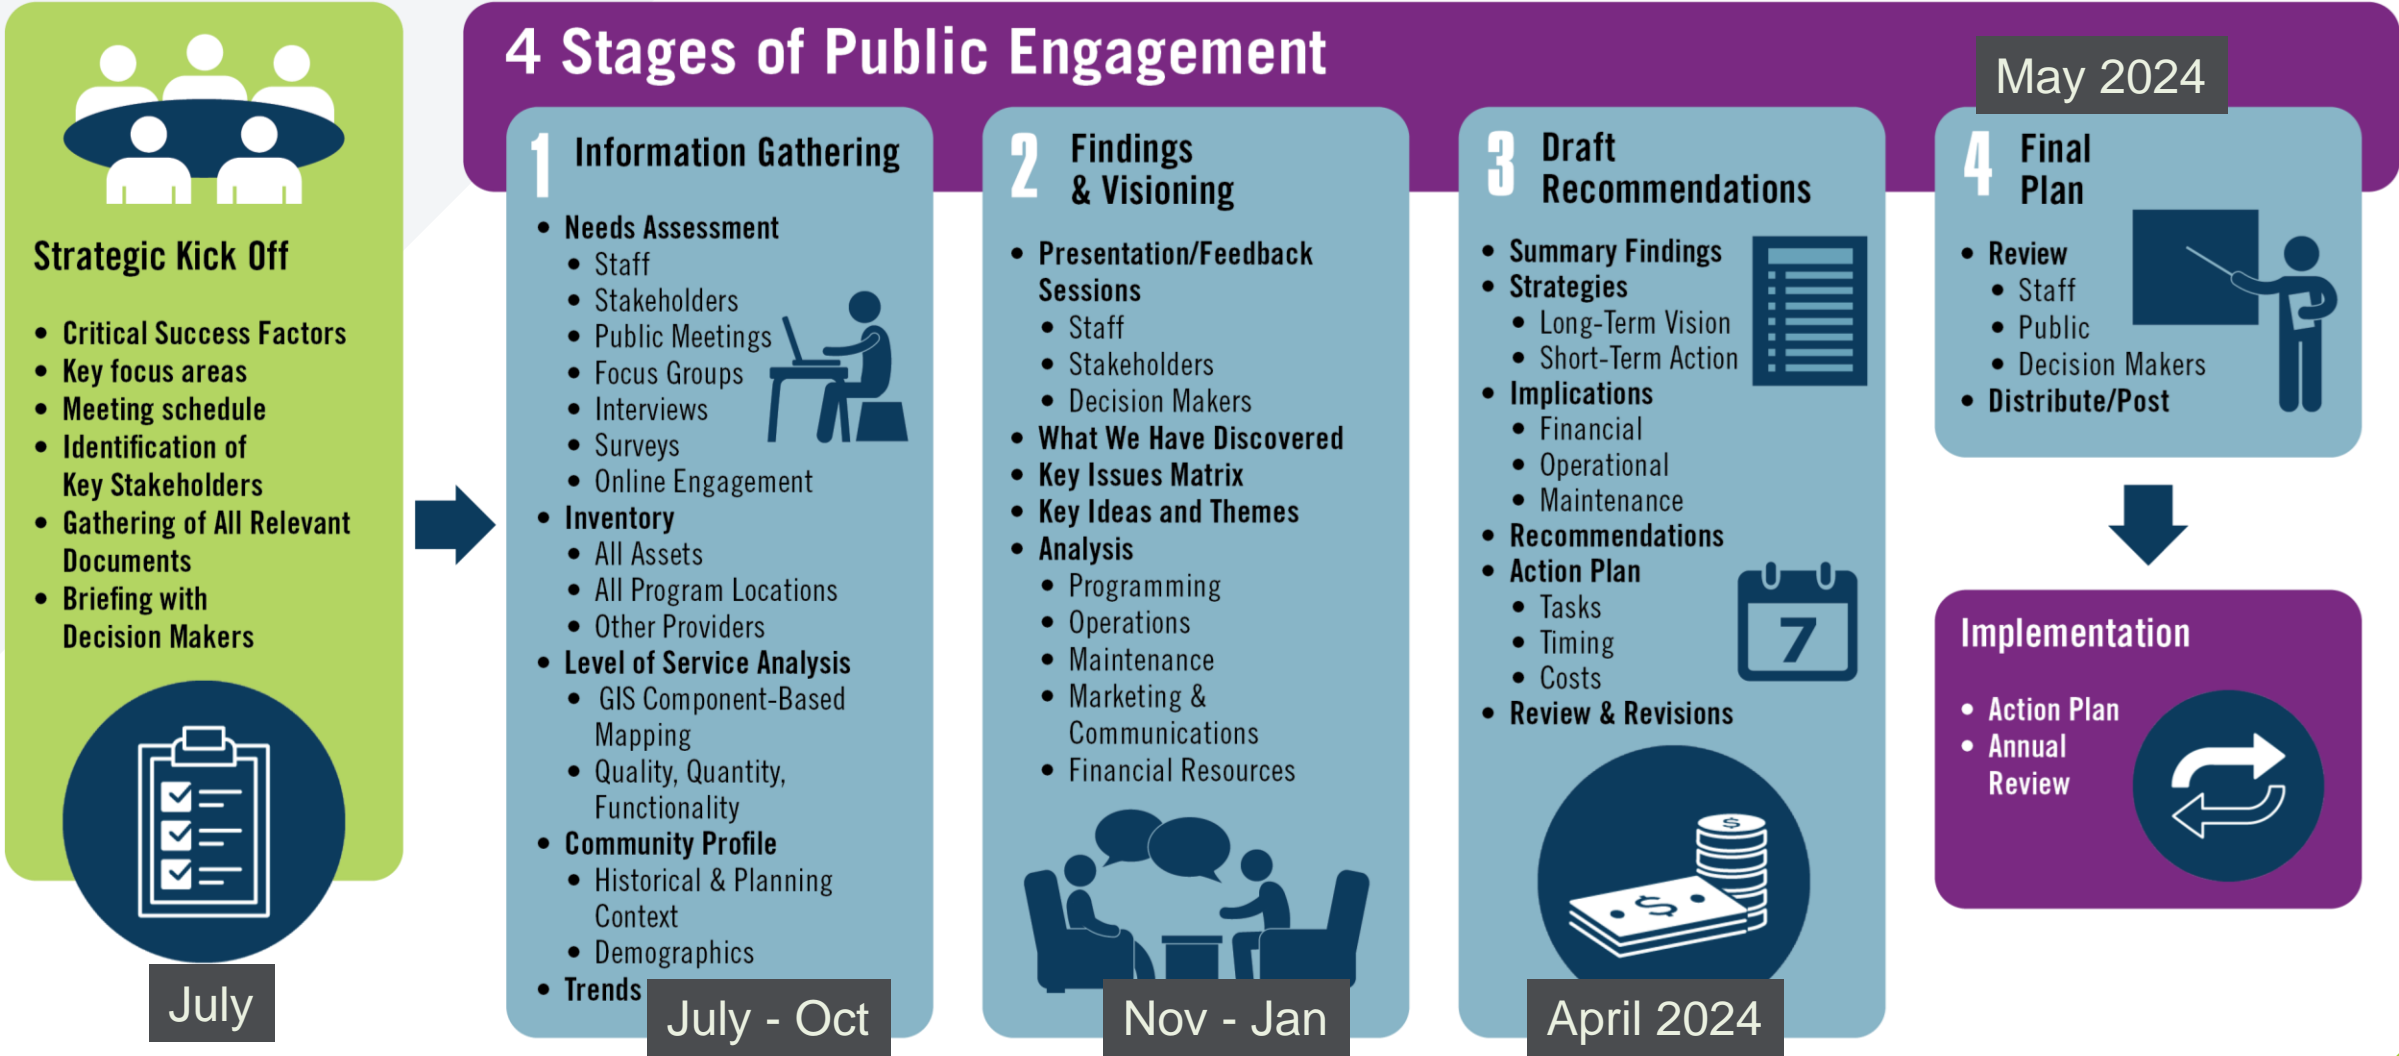 Strategic Kick Off
• Critical Success Factors
• Key focus areas
• Meeting schedule
• Identification of
Key Stakeholders
• Gathering of All Relevant
Documents
• Briefing with
Decision Makers
July
4 Stages of Public Engagement
1 Information Gathering
• Needs Assessment
• Staff
• Stakeholders
• Public Meetings
• Focus Groups
• Interviews
• Surveys
• Online Engagement
• Inventory
• All Assets
• All Program Locations
• Other Providers
• Level of Service Analysis
• GIS Component-Based
Mapping
• Quality, Quantity,
Functionality
• Community Profile
• Historical & Planning
Context
• Demographics
• Trends
July - Oct
2 Findings
& Visioning
• Presentation/Feedback
Sessions
• Staff
• Stakeholders
• Decision Makers
• What We Have Discovered
• Key Issues Matrix
• Key Ideas and Themes
• Analysis
• Programming
• Operations
• Maintenance
• Marketing &
Communications
• Financial Resources
Nov - Jan
3 Draft
Recommendations
• Summary Findings
• Strategies
• Long-Term Vision
• Short-Term Action
• Implications
• Financial
• Operational
• Maintenance
• Recommendations
• Action Plan
• Tasks
• Timing
• Costs
• Review & Revisions
7
$
$
April 2024
May 2024
4 Final
Plan
• Review
• Staff
• Public
• Decision Makers
• Distribute/Post
Implementation
• Action Plan
• Annual
Review